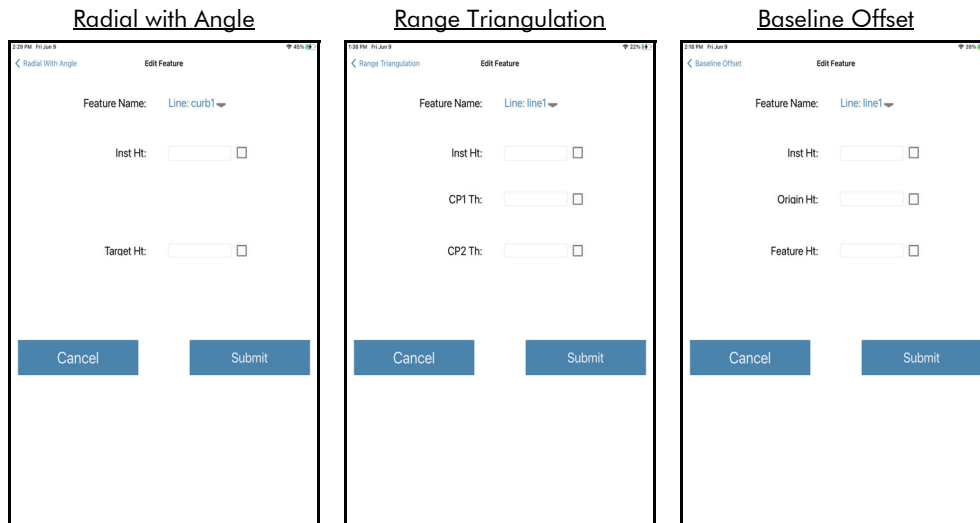 Radial with Angle
2:29 PM Fri Jun 9
45%
Radial With Angle
Edit Feature
Feature Name: Line: curb1
Inst Ht:
Target Ht:
Cancel Submit
Range Triangulation
1:38 PM Fri Jun 9
22%
Range Triangulation
Edit Feature
Feature Name: Line: line1
Inst Ht:
CP1 Th:
CP2 Th:
Cancel Submit
Baseline Offset
2:18 PM Fri Jun 9
39%
Baseline Offset
Edit Feature
Feature Name: Line: line1
Inst Ht:
Origin Ht:
Feature Ht:
Cancel Submit